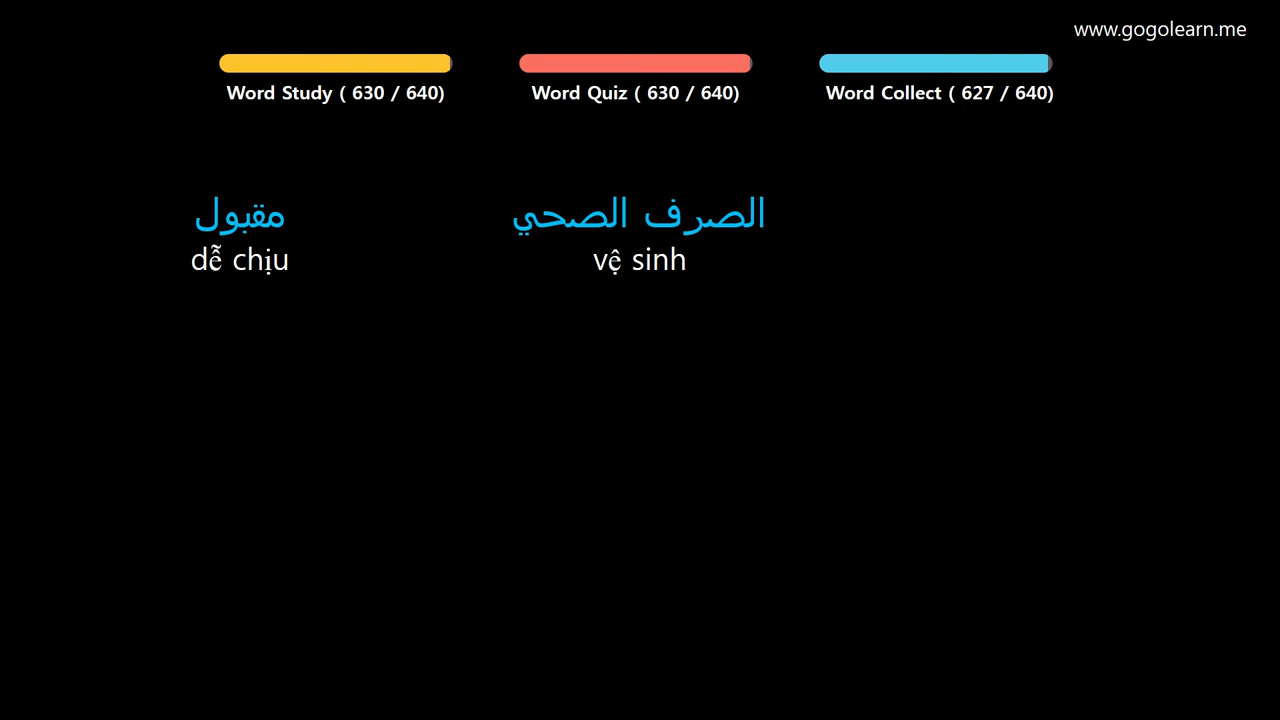 www.gogolearn.me
Word Study ( 630 / 640)
Word Quiz ( 630 / 640)
Word Collect ( 627 / 640)
مقبول
dễ chịu
الصرف الصحي
vệ sinh